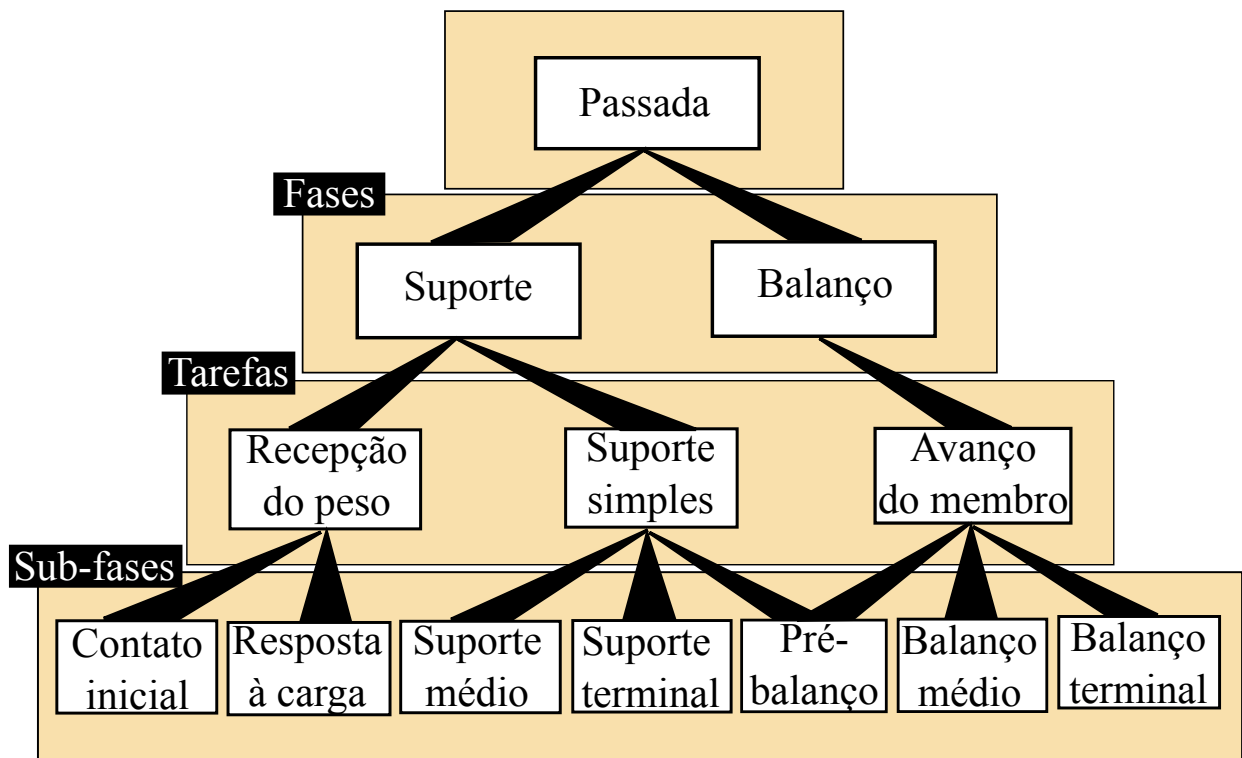 Passada
Fases
Suporte
Balanço
Tarefas
Recepção
do peso
Suporte
simples
Avanço
do membro
Sub-fases
Contato
inicial
Resposta
à carga
Suporte
médio
Suporte
terminal
Pré-
balanço
Balanço
médio
Balanço
terminal